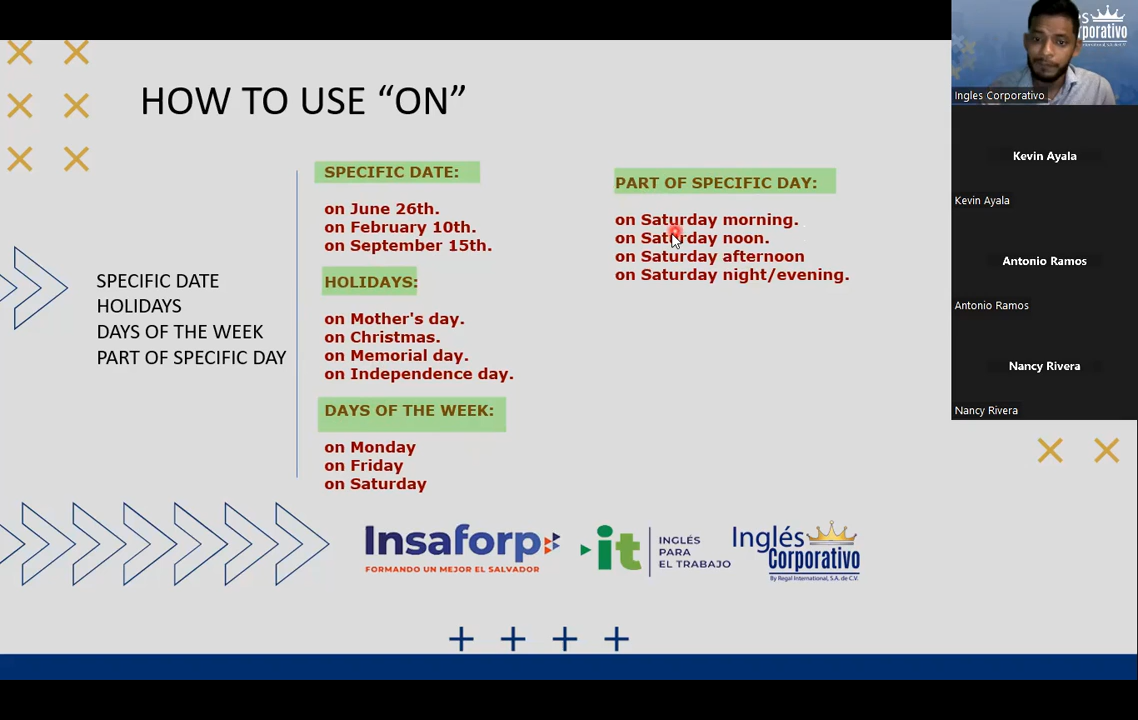 HOW TO USE “ON”
SPECIFIC DATE
HOLIDAYS
DAYS OF THE WEEK
PART OF SPECIFIC DAY
SPECIFIC DATE:
on June 26th.
on February 10th.
on September 15th.
HOLIDAYS:
on Mother's day.
on Christmas.
on Memorial day.
on Independence day.
DAYS OF THE WEEK:
on Monday
on Friday
on Saturday
PART OF SPECIFIC DAY:
on Saturday morning.
on Saturday noon.
on Saturday afternoon
on Saturday night/evening.
Insaforp
FORMANDO UN MEJOR EL SALVADOR
it
INGLÉS
PARA
EL TRABAJO
Inglés
Corporativo
By Regal International, S.A. de C.V.
Ingles Corporativo
Kevin Ayala
Kevin Ayala
Antonio Ramos
Antonio Ramos
Nancy Rivera
Nancy Rivera